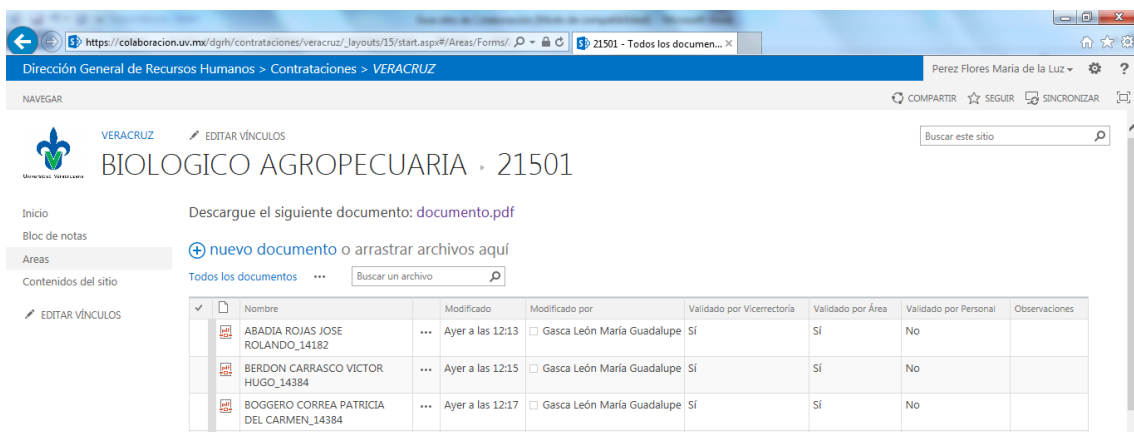 https://colaboracion.uv.mx/dgrh/contrataciones/veracruz/_layouts/15/start.aspx#/Areas/Forms/.
21501 - Todos los documen...
Dirección General de Recursos Humanos > Contrataciones > VERACRUZ
Perez Flores Maria de la Luz
?
NAVEGAR
COMPARTIR SEGUIR SINCRONIZAR
VERACRUZ
EDITAR VÍNCULOS
Buscar este sitio
BIOLOGICO AGROPECUARIA 21501
Universidad Veracruzana
Inicio
Bloc de notas
Areas
Contenidos del sitio
EDITAR VÍNCULOS
Descargue el siguiente documento: documento.pdf
nuevo documento o arrastrar archivos aquí
Todos los documentos ... Buscar un archivo
Nombre Modificado Modificado por Validado por Vicerrectoría Validado por Área Validado por Personal Observaciones
ABADIA ROJAS JOSE ROLANDO_14182 ... Ayer a las 12:13 Gasca León María Guadalupe Sí Sí No
BERDON CARRASCO VICTOR HUGO_14384 ... Ayer a las 12:15 Gasca León María Guadalupe Sí Sí No
BOGGERO CORREA PATRICIA DEL CARMEN_14384 ... Ayer a las 12:17 Gasca León María Guadalupe Sí Sí No